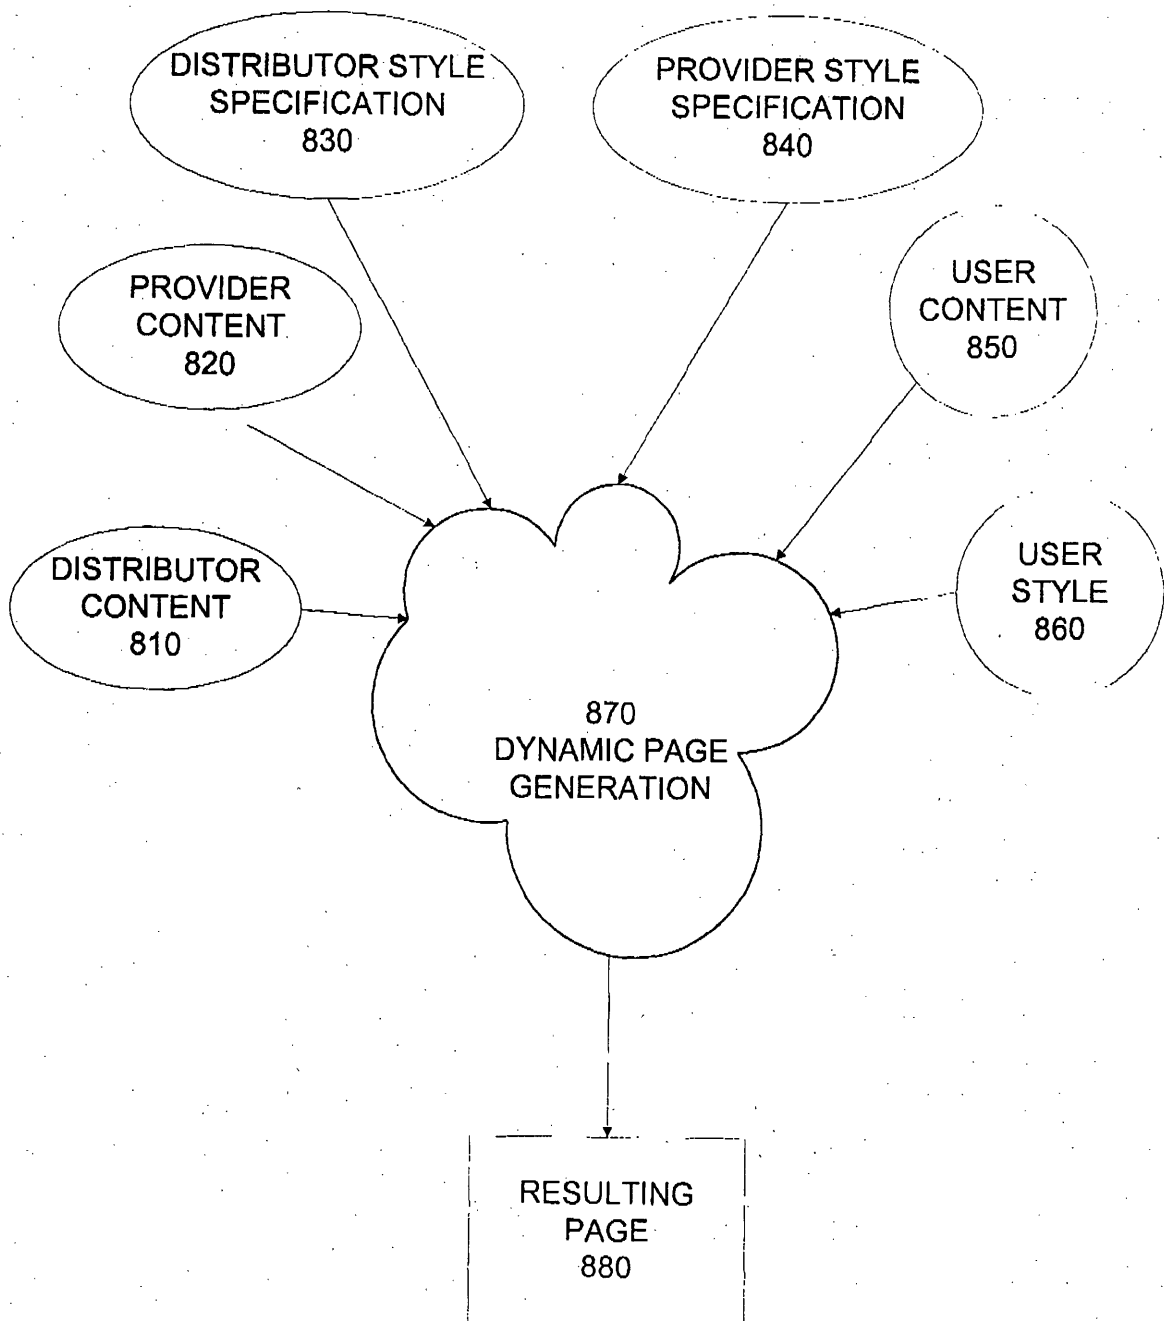 DISTRIBUTOR STYLE
SPECIFICATION
830
PROVIDER STYLE
SPECIFICATION
840
PROVIDER
CONTENT
820
USER
CONTENT
850
DISTRIBUTOR
CONTENT
810
USER
STYLE
860
870
DYNAMIC PAGE
GENERATION
RESULTING
PAGE
880